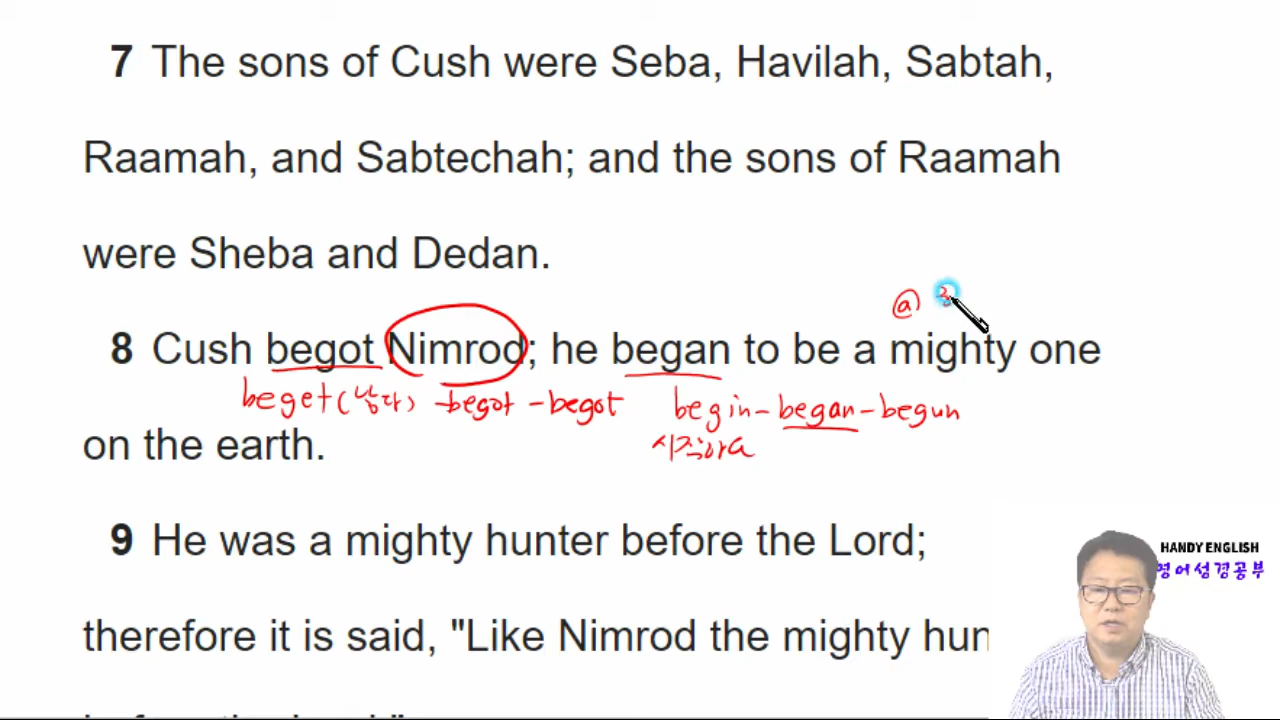 7 The sons of Cush were Seba, Havilah, Sabtah,
Raamah, and Sabtechah; and the sons of Raamah
were Sheba and Dedan.
ⓐ
8 Cush begot Nimrod; he began to be a mighty one
beget(낳다) -begot -begot begin-began-begun
시작하다
on the earth.
9 He was a mighty hunter before the Lord;
HANDY ENGLISH
영어성경공부
therefore it is said, "Like Nimrod the mighty hun